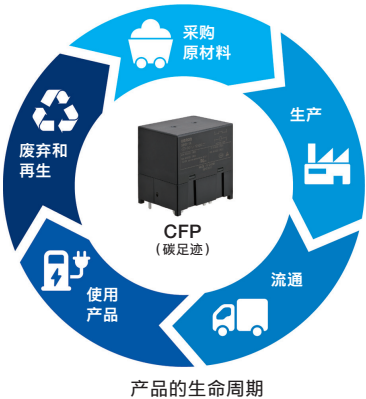 采购
原材料
生产
流通
使用
产品
废弃和
再生
CFP
（碳足迹）
产品的生命周期